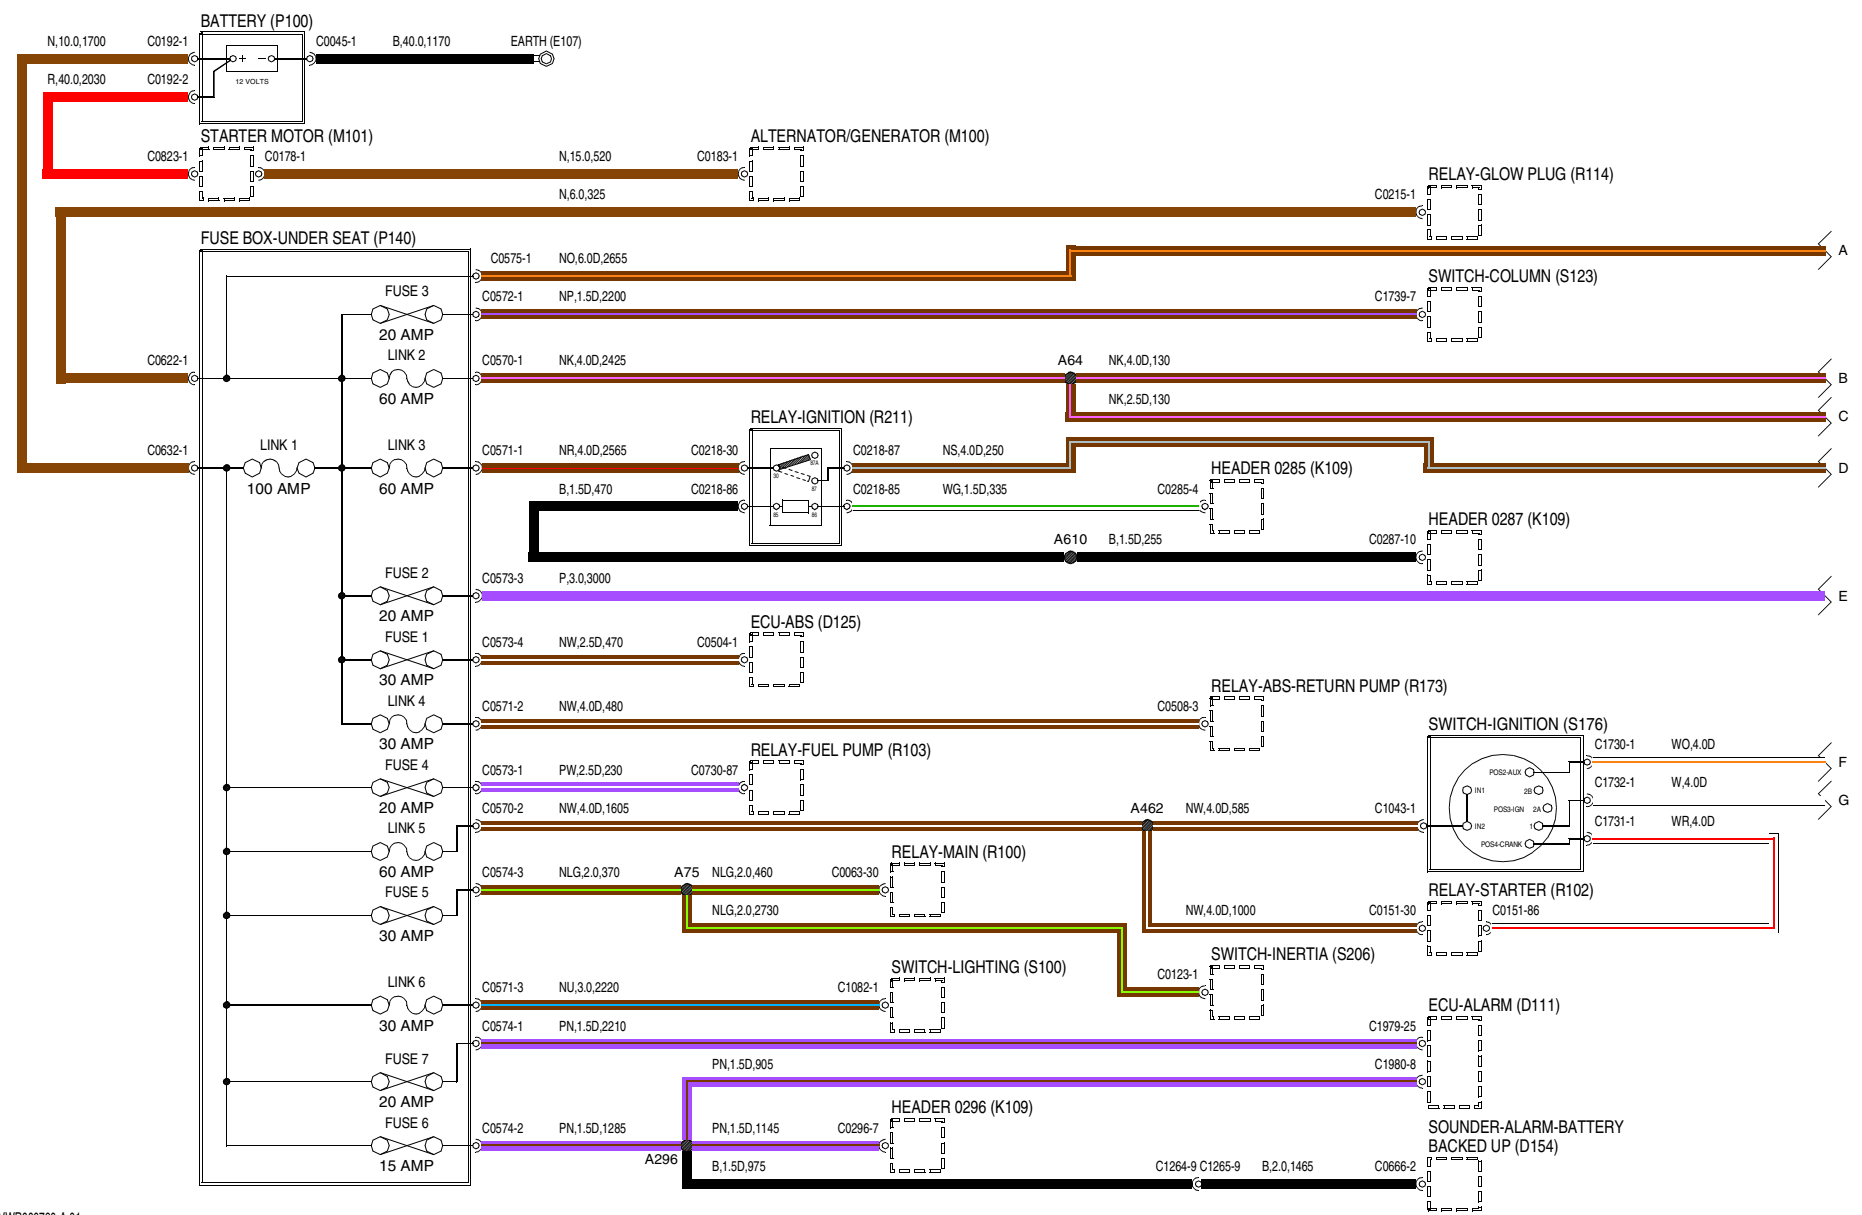 BATTERY (P100)
N,10.0,1700 C0192-1 C0045-1 B,40.0,1170 EARTH (E107)
+ −
R,40.0,2030 C0192-2 12 VOLTS
STARTER MOTOR (M101) ALTERNATOR/GENERATOR (M100)
C0823-1 C0178-1 N,15.0,520 C0183-1
RELAY-GLOW PLUG (R114)
N,6.0,325 C0215-1
FUSE BOX-UNDER SEAT (P140)
A
C0575-1 NO,6.0D,2655
SWITCH-COLUMN (S123)
FUSE 3 C0572-1 NP,1.5D,2200 C1739-7
20 AMP
LINK 2
C0622-1 C0570-1 NK,4.0D,2425 A64 NK,4.0D,130
B
60 AMP NK,2.5D,130
C
RELAY-IGNITION (R211)
LINK 1 LINK 3
C0632-1 C0571-1 NR,4.0D,2565 C0218-30 C0218-87 NS,4.0D,250
87A
30 87
HEADER 0285 (K109) D
100 AMP 60 AMP B,1.5D,470 C0218-86 C0218-85 WG,1.5D,335 C0285-4
85 86
HEADER 0287 (K109)
A610 B,1.5D,255 C0287-10
FUSE 2 C0573-3 P,3.0,3000
E
20 AMP
ECU-ABS (D125)
FUSE 1 C0573-4 NW,2.5D,470 C0504-1
30 AMP
RELAY-ABS-RETURN PUMP (R173)
LINK 4 C0571-2 NW,4.0D,480 C0508-3
SWITCH-IGNITION (S176)
30 AMP
RELAY-FUEL PUMP (R103)
C1730-1 WO,4.0D
F
FUSE 4 C0573-1 PW,2.5D,230 C0730-87
POS2-AUX
C1732-1 W,4.0D
IN1 2B
G
20 AMP
C0570-2 NW,4.0D,1605 A462 NW,4.0D,585 C1043-1
POS3-IGN 2A
C1731-1 WR,4.0D
LINK 5
IN2 1
POS4-CRANK
60 AMP
RELAY-MAIN (R100)
C0574-3 NLG,2.0,370 A75 NLG,2.0,460 C0063-30
FUSE 5
RELAY-STARTER (R102)
NLG,2.0,2730 NW,4.0D,1000 C0151-30 C0151-86
30 AMP
SWITCH-INERTIA (S206)
SWITCH-LIGHTING (S100)
C0123-1
LINK 6 C0571-3 NU,3.0,2220 C1082-1
ECU-ALARM (D111)
30 AMP
C0574-1 PN,1.5D,2210 C1979-25
FUSE 7
PN,1.5D,905 C1980-8
20 AMP
HEADER 0296 (K109)
FUSE 6
C0574-2 PN,1.5D,1285 PN,1.5D,1145 C0296-7
SOUNDER-ALARM-BATTERY
BACKED UP (D154)
A296
15 AMP B,1.5D,975 C1264-9 C1265-9 B,2.0,1465 C0666-2